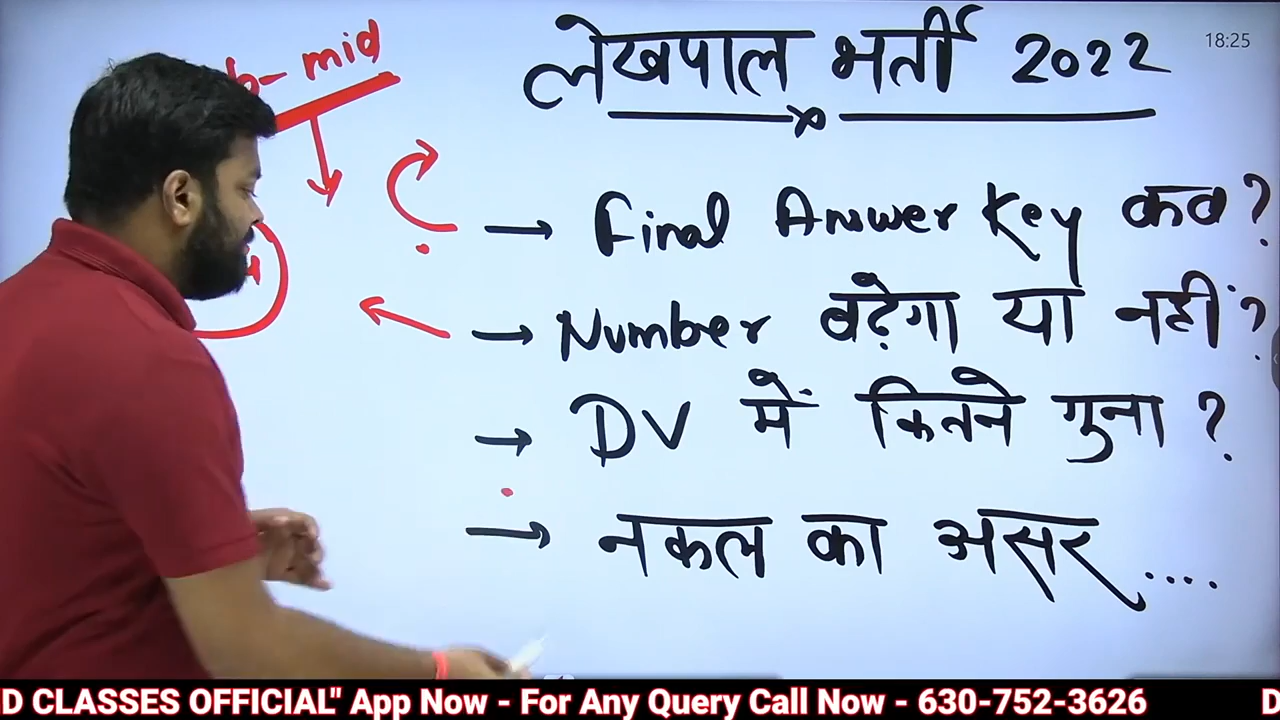 mid
18:25
लेखपाल भर्ती 2022
→ Final Answer Key कब?
→ Number बढ़ेगा या नहीं?
→ DV में कितने गुना?
→ नकल का असर....
D CLASSES OFFICIAL" App Now - For Any Query Call Now - 630-752-3626